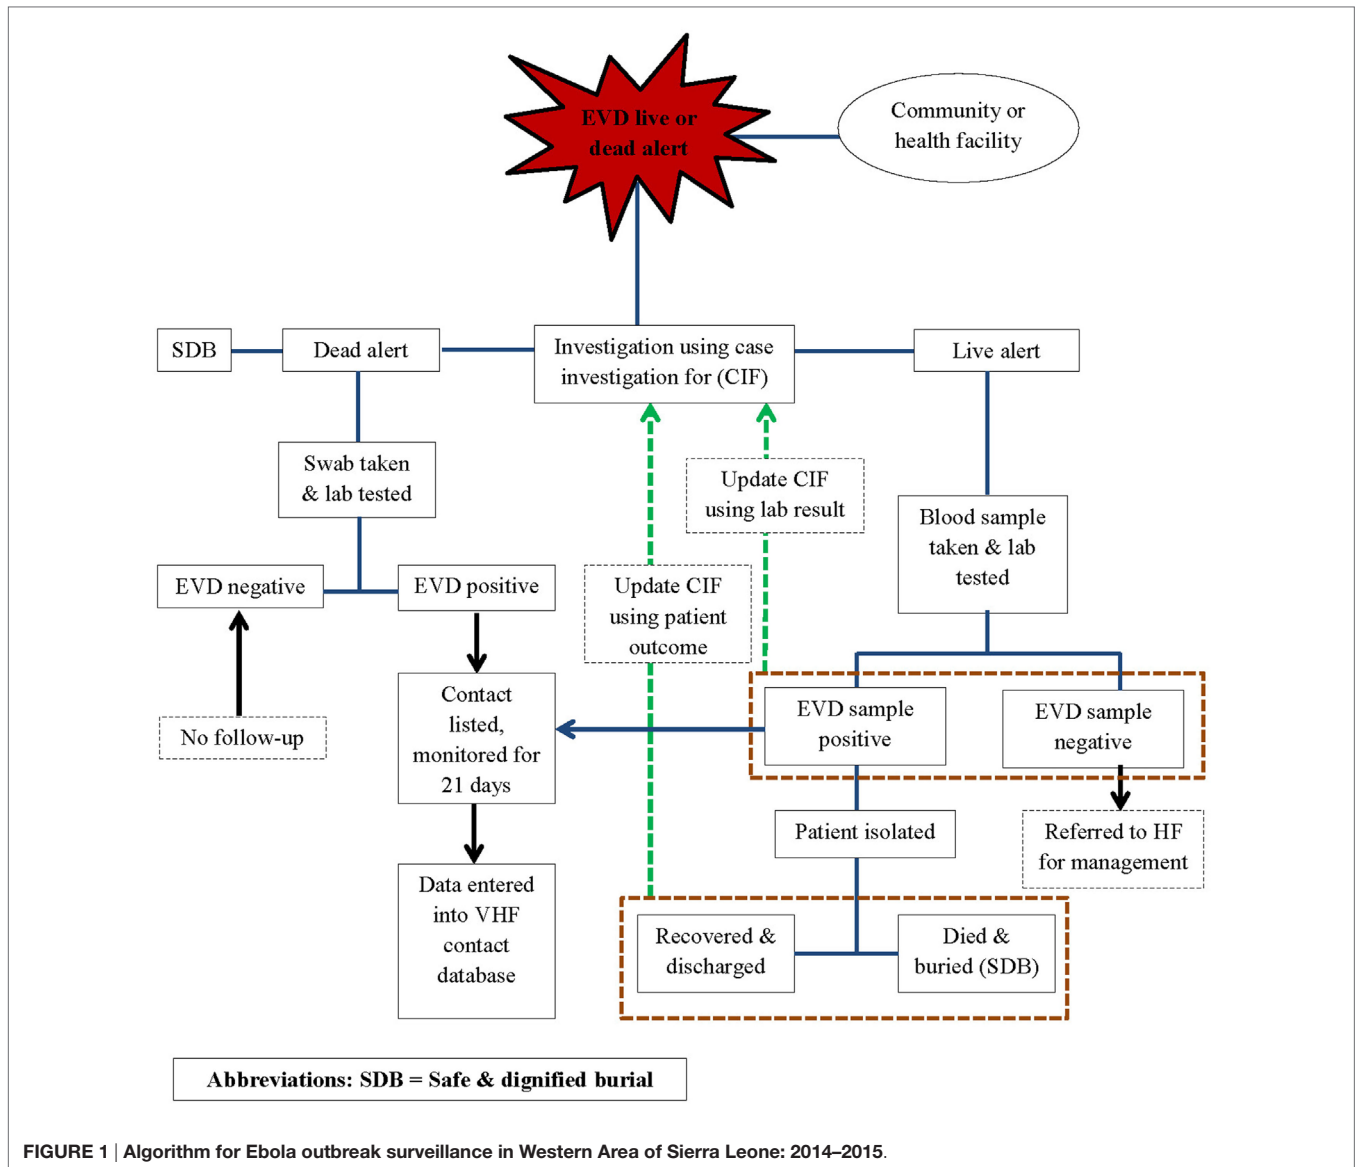 EVD live or
dead alert
Community or
health facility
SDB
Dead alert
Investigation using case
investigation for (CIF)
Live alert
Swab taken
& lab tested
Update CIF
using lab result
Blood sample
taken & lab
tested
EVD negative
EVD positive
Update CIF
using patient
outcome
Contact
listed,
monitored for
21 days
EVD sample
positive
EVD sample
negative
No follow-up
Patient isolated
Referred to HF
for management
Data entered
into VHF
contact
database
Recovered &
discharged
Died &
buried (SDB)
Abbreviations: SDB = Safe & dignified burial
FIGURE 1 | Algorithm for Ebola outbreak surveillance in Western Area of Sierra Leone: 2014–2015.